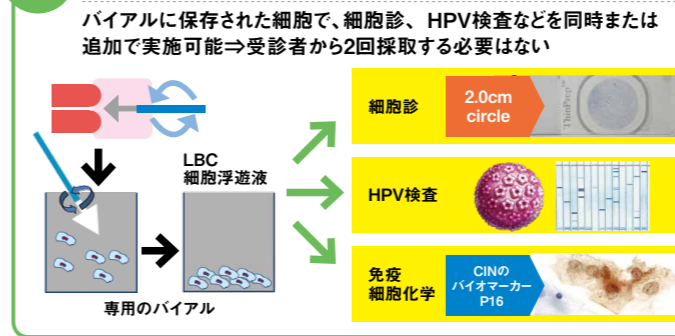 バイアルに保存された細胞で、細胞診、HPV検査などを同時または
追加で実施可能⇒受診者から2回採取する必要はない
細胞診
2.0cm
circle
ThinPrep™
LBC
細胞浮遊液
HPV検査
免疫
細胞化学
CINの
バイオマーカー
P16
専用のバイアル